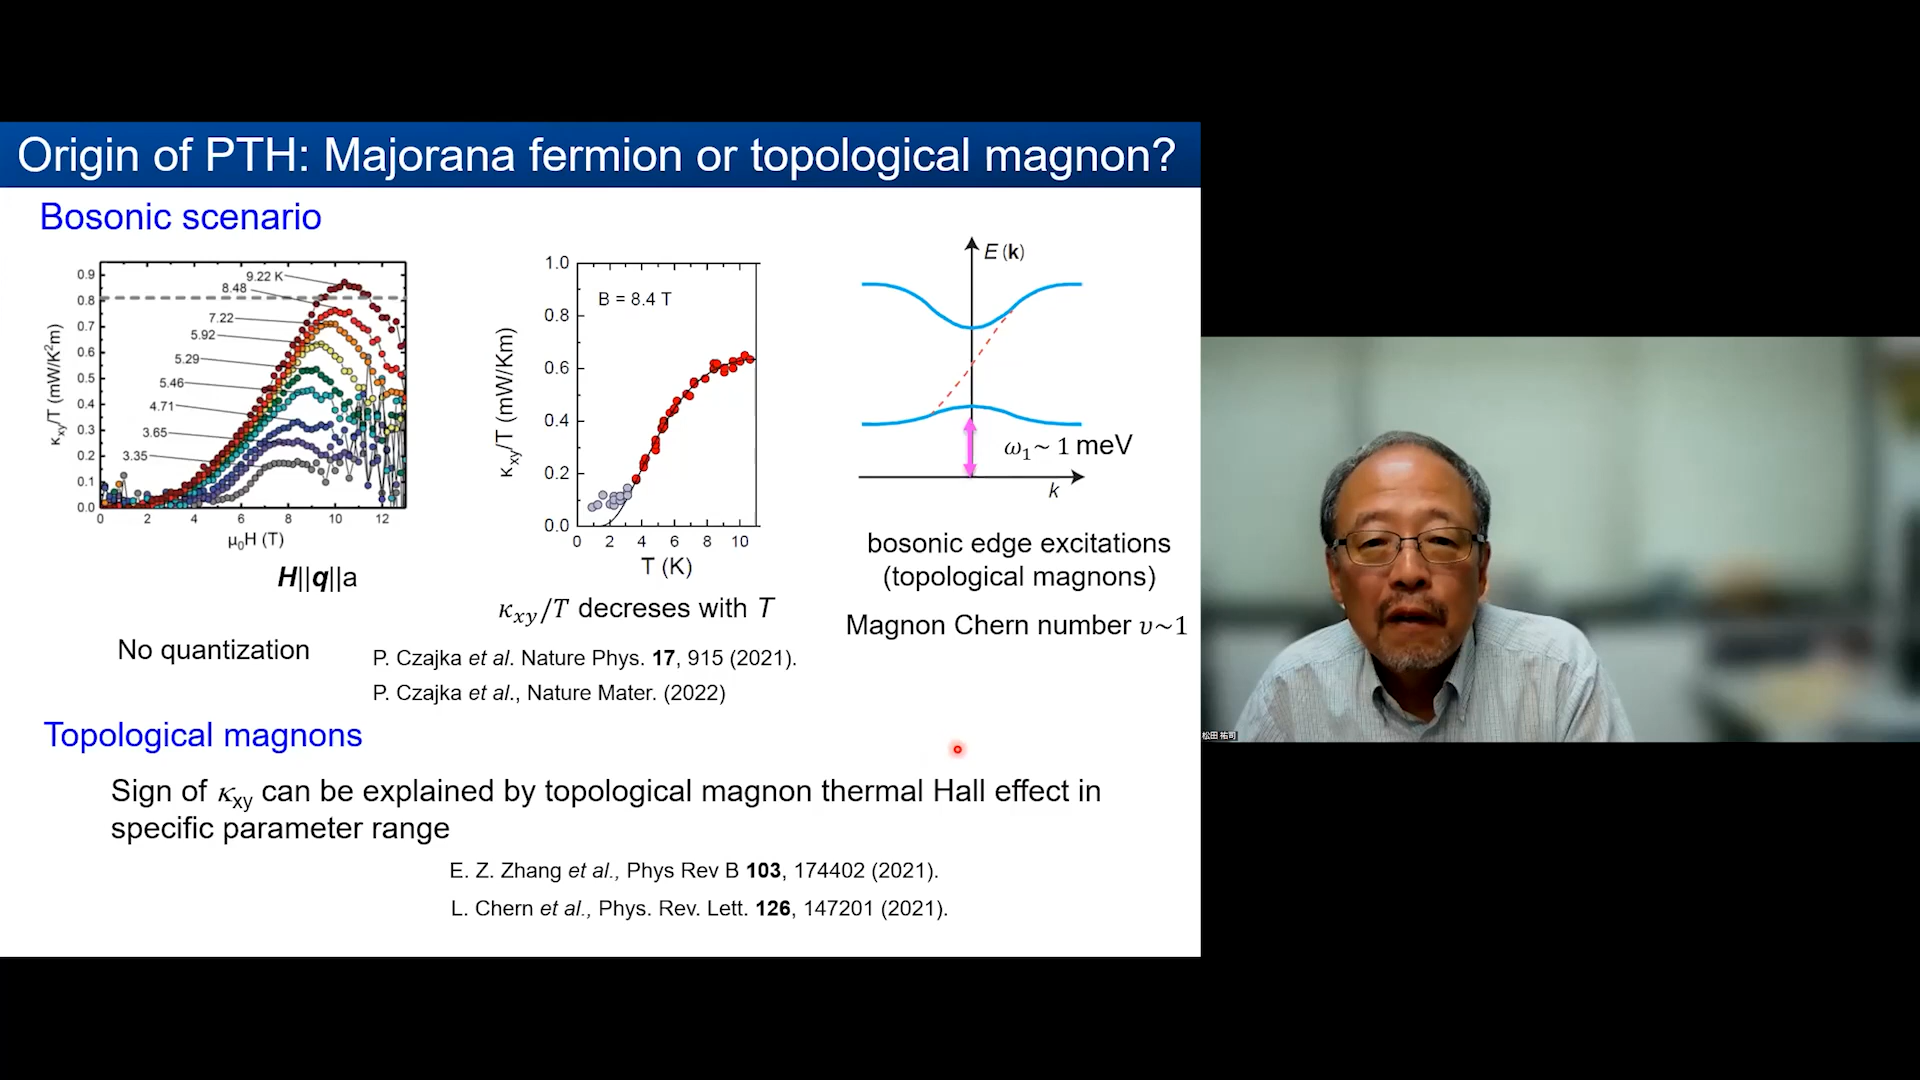 Origin of PTH: Majorana fermion or topological magnon?
Bosonic scenario
0.9
0.8
0.7
0.6
0.5
0.4
0.3
0.2
0.1
0.0
κxy/T (mW/K²m)
9.22 K
8.48
7.22
5.92
5.29
5.46
4.71
3.65
3.35
0 2 4 6 8 10 12
μ0H (T)
H||q||a
No quantization
1.0
0.8
0.6
0.4
0.2
0.0
κxy/T (mW/Km)
B = 8.4 T
0 2 4 6 8 10
T (K)
κxy/T decreses with T
P. Czajka et al. Nature Phys. 17, 915 (2021).
P. Czajka et al., Nature Mater. (2022)
E (k)
ω1~ 1 meV
k
bosonic edge excitations
(topological magnons)
Magnon Chern number υ~1
Topological magnons
Sign of κxy can be explained by topological magnon thermal Hall effect in
specific parameter range
E. Z. Zhang et al., Phys Rev B 103, 174402 (2021).
L. Chern et al., Phys. Rev. Lett. 126, 147201 (2021).
松田 祐司